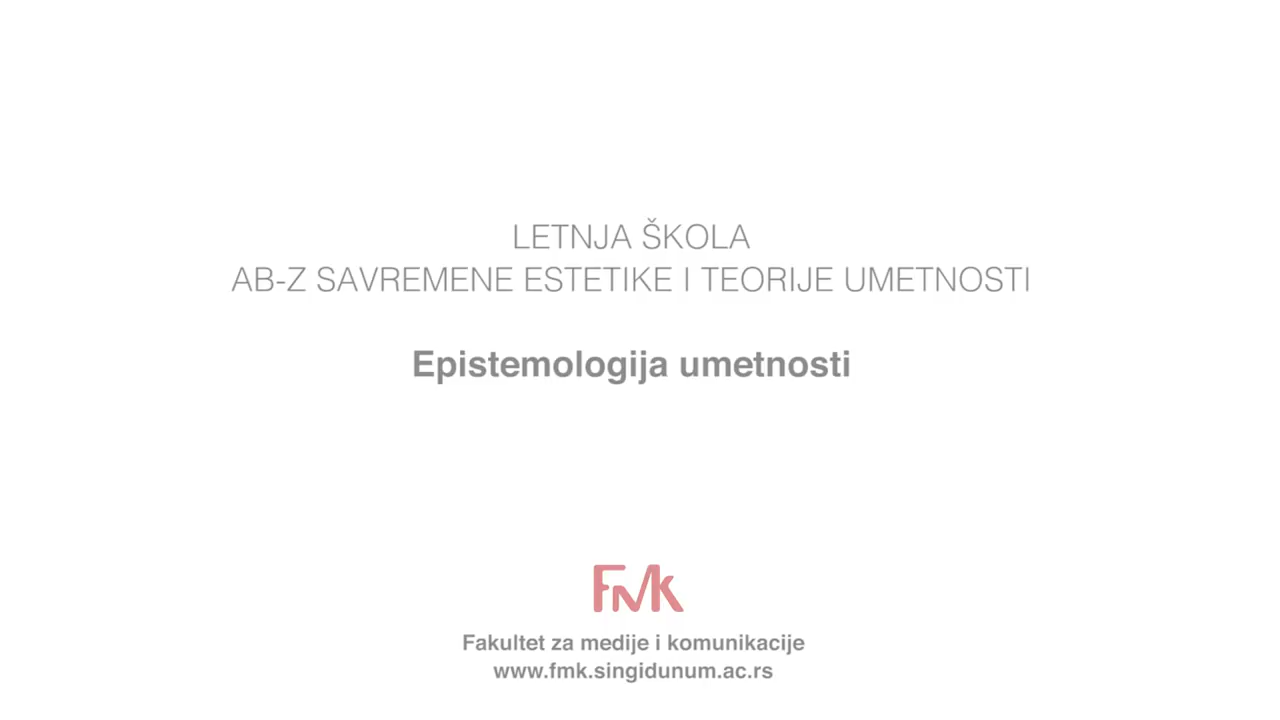 LETNJA ŠKOLA
AB-Z SAVREMENE ESTETIKE I TEORIJE UMETNOSTI
Epistemologija umetnosti
FMK
Fakultet za medije i komunikacije
www.fmk.singidunum.ac.rs